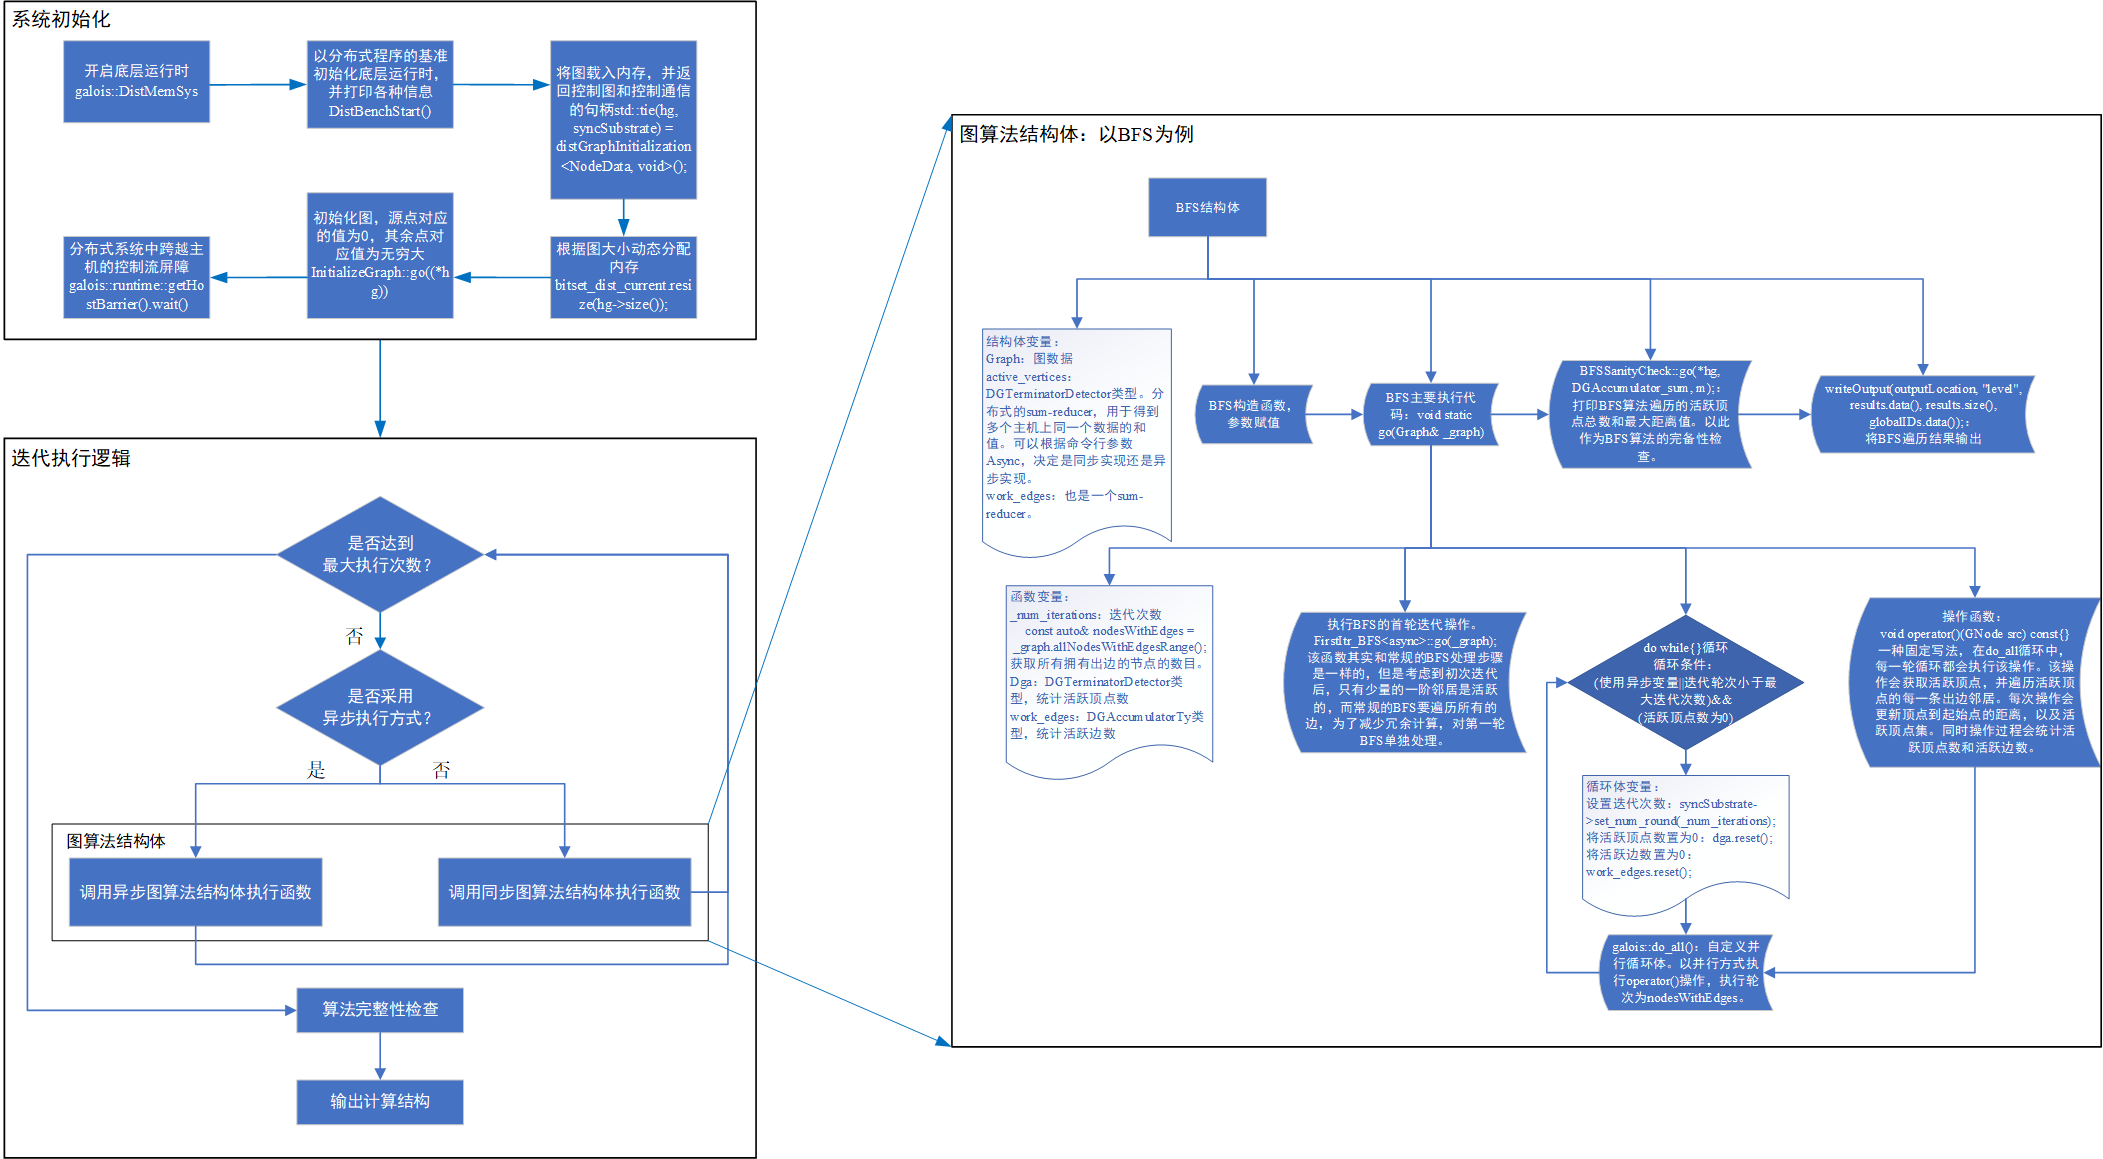 系统初始化
开启底层运行时
galois::DistMemSys
以分布式程序的基准
初始化底层运行时，
并打印各种信息
DistBenchStart()
将图载入内存，并返
回控制图和控制通信
的句柄std::tie(hg,
syncSubstrate) =
distGraphInitialization
<NodeData, void>();
根据图大小动态分配
内存
bitset_dist_current.resi
ze(hg->size());
初始化图，源点对应
的值为0，其余点对
应值为无穷大
InitializeGraph::go((*h
g))
分布式系统中跨越主
机的控制流屏障
galois::runtime::getHo
stBarrier().wait()
迭代执行逻辑
是否达到
最大执行次数？
否
是否采用
异步执行方式？
是
否
图算法结构体
调用异步图算法结构体执行函数
调用同步图算法结构体执行函数
算法完整性检查
输出计算结构
图算法结构体：以BFS为例
BFS结构体
结构体变量：
Graph：图数据
active_vertices：
DGTerminatorDetector类型。分
布式的sum-reducer，用于得到
多个主机上同一个数据的和
值。可以根据命令行参数
Async，决定是同步实现还是异
步实现。
work_edges：也是一个sum-
reducer。
BFS构造函数，
参数赋值
BFS主要执行代
码：void static
go(Graph& _graph)
BFSSanityCheck::go(*hg,
DGAccumulator_sum, m);：
打印BFS算法遍历的活跃顶
点总数和最大距离值。以此
作为BFS算法的完备性检
查。
writeOutput(outputLocation, "level",
results.data(), results.size(),
globalIDs.data());：
将BFS遍历结果输出
函数变量：
_num_iterations：迭代次数
const auto& nodesWithEdges =
_graph.allNodesWithEdgesRange();
获取所有拥有出边的节点的数目。
Dga：DGTerminatorDetector类
型，统计活跃顶点数
work_edges：DGAccumulatorTy类
型，统计活跃边数
执行BFS的首轮迭代操作。
FirstItr_BFS<async>::go(_graph);
该函数其实和常规的BFS处理步骤
是一样的，但是考虑到初次迭代
后，只有少量的一阶邻居是活跃
的，而常规的BFS要遍历所有的
边，为了减少冗余计算，对第一轮
BFS单独处理。
do while{}循环
循环条件：
(使用异步变量||迭代轮次小于最
大迭代次数)&&
(活跃顶点数为0)
操作函数：
void operator()(GNode src) const{}
一种固定写法，在do_all循环中，
每一轮循环都会执行该操作。该操
作会获取活跃顶点，并遍历活跃顶
点的每一条出边邻居。每次操作会
更新顶点到起始点的距离，以及活
跃顶点集。同时操作过程会统计活
跃顶点数和活跃边数。
循环体变量：
设置迭代次数：syncSubstrate-
>set_num_round(_num_iterations);
将活跃顶点数置为0：dga.reset();
将活跃边数置为0：
work_edges.reset();
galois::do_all()：自定义并
行循环体。以并行方式执
行operator()操作，执行轮
次为nodesWithEdges。